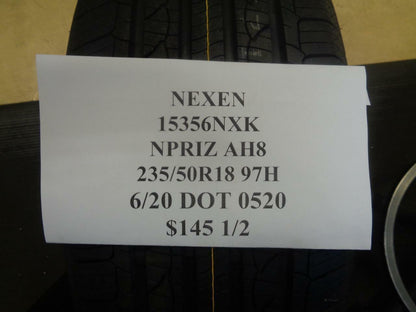 NEXEN
15356NXK
NPRIZ AH8
235/50R18 97H
6/20 DOT 0520
$145 1/2